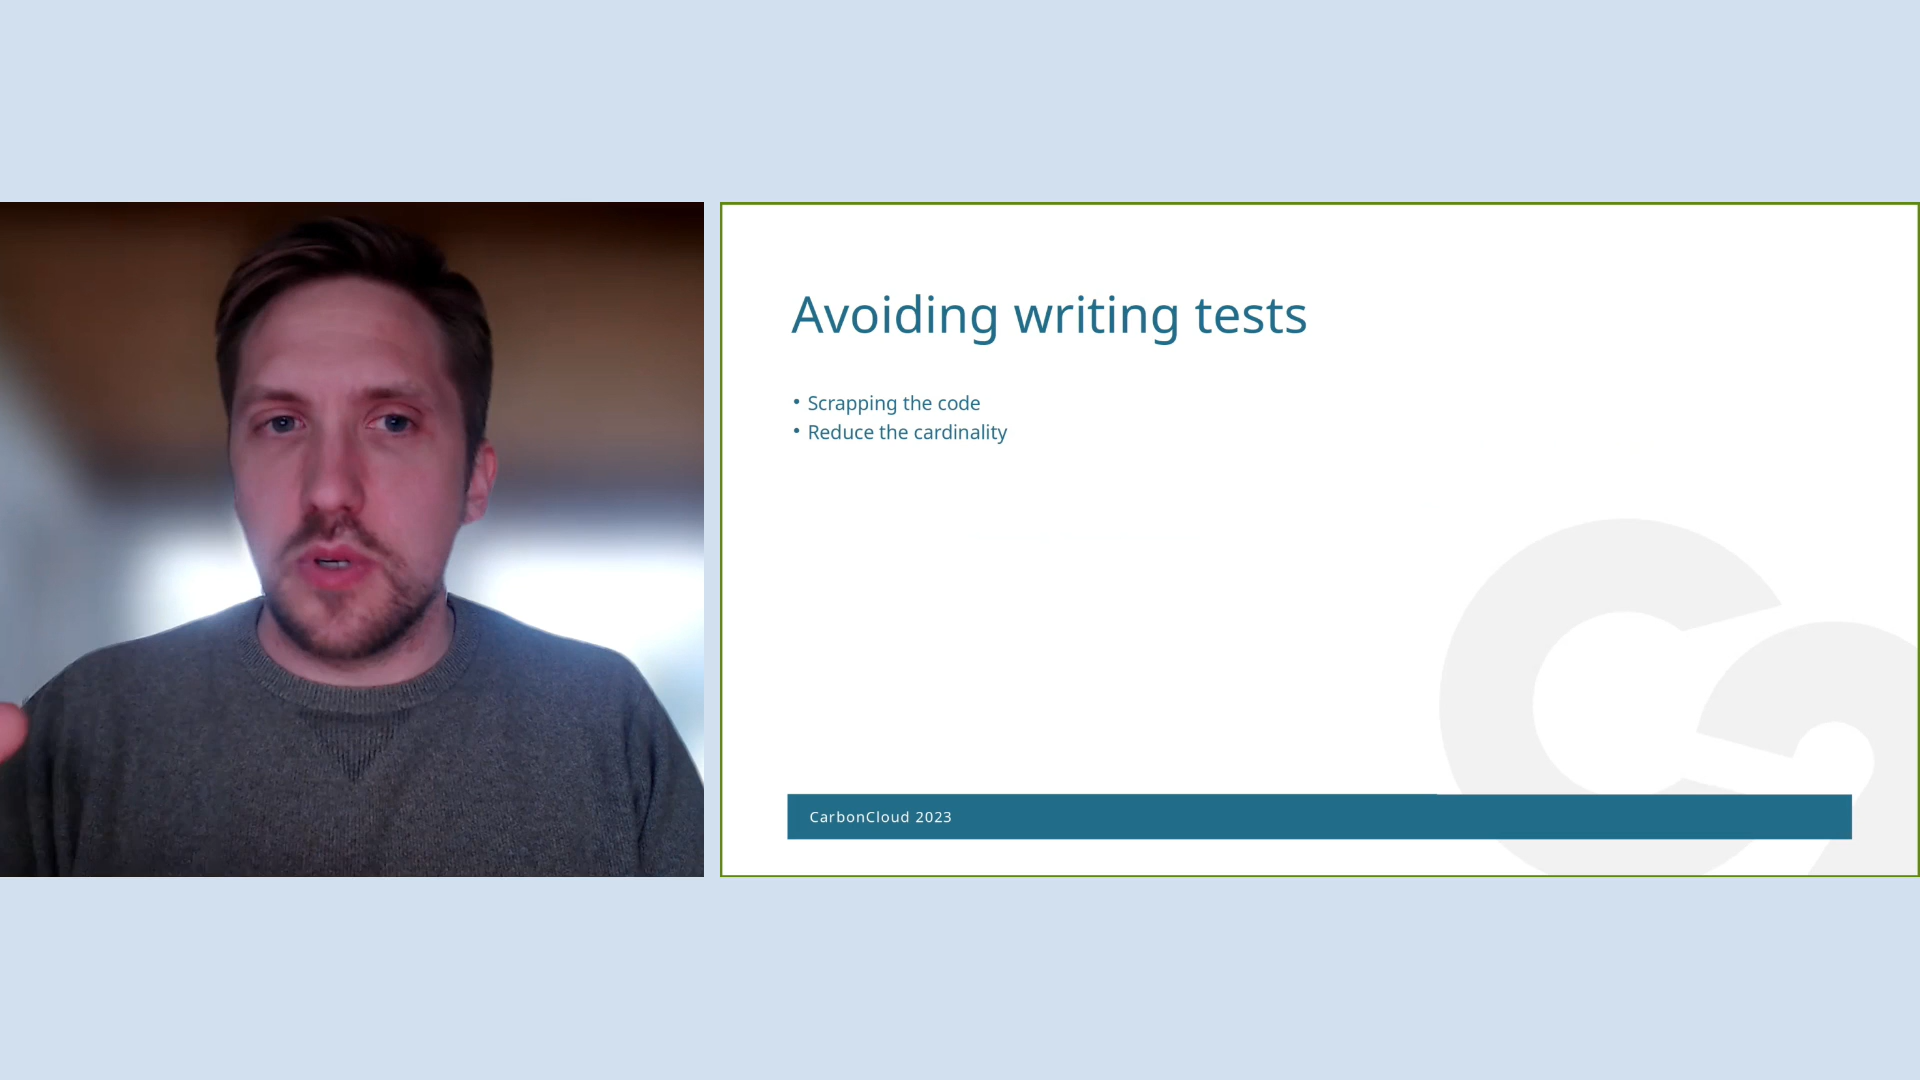 Avoiding writing tests
• Scrapping the code
• Reduce the cardinality
CarbonCloud 2023